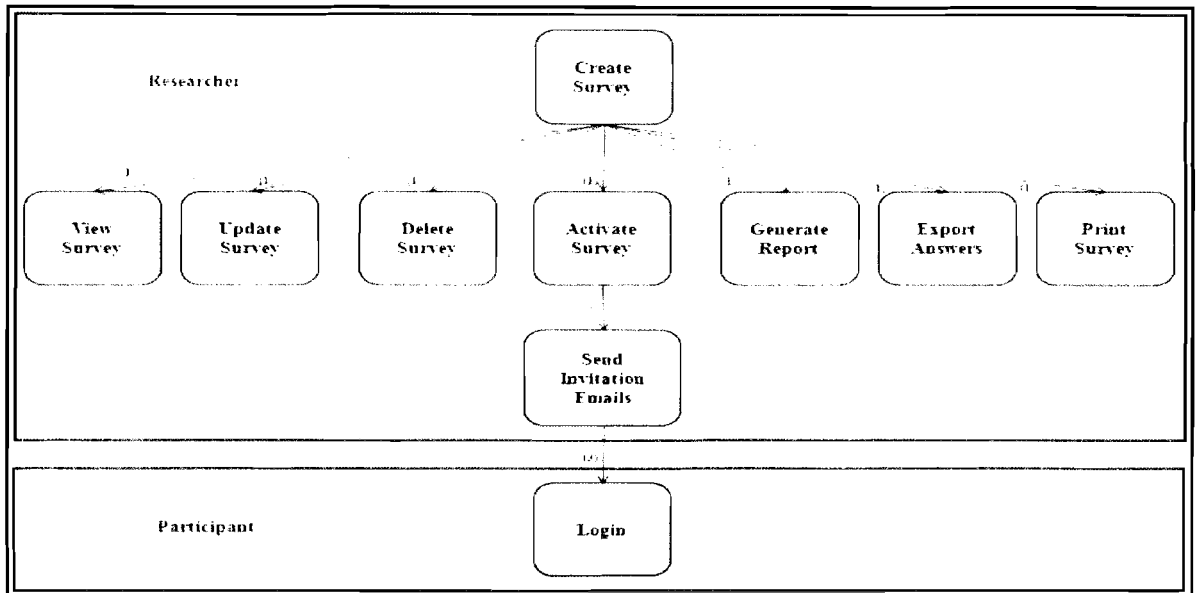 Researcher
Create
Survey
View
Survey
Update
Survey
Delete
Survey
Activate
Survey
Generate
Report
Export
Answers
Print
Survey
Send
Invitation
Emails
Participant
Login